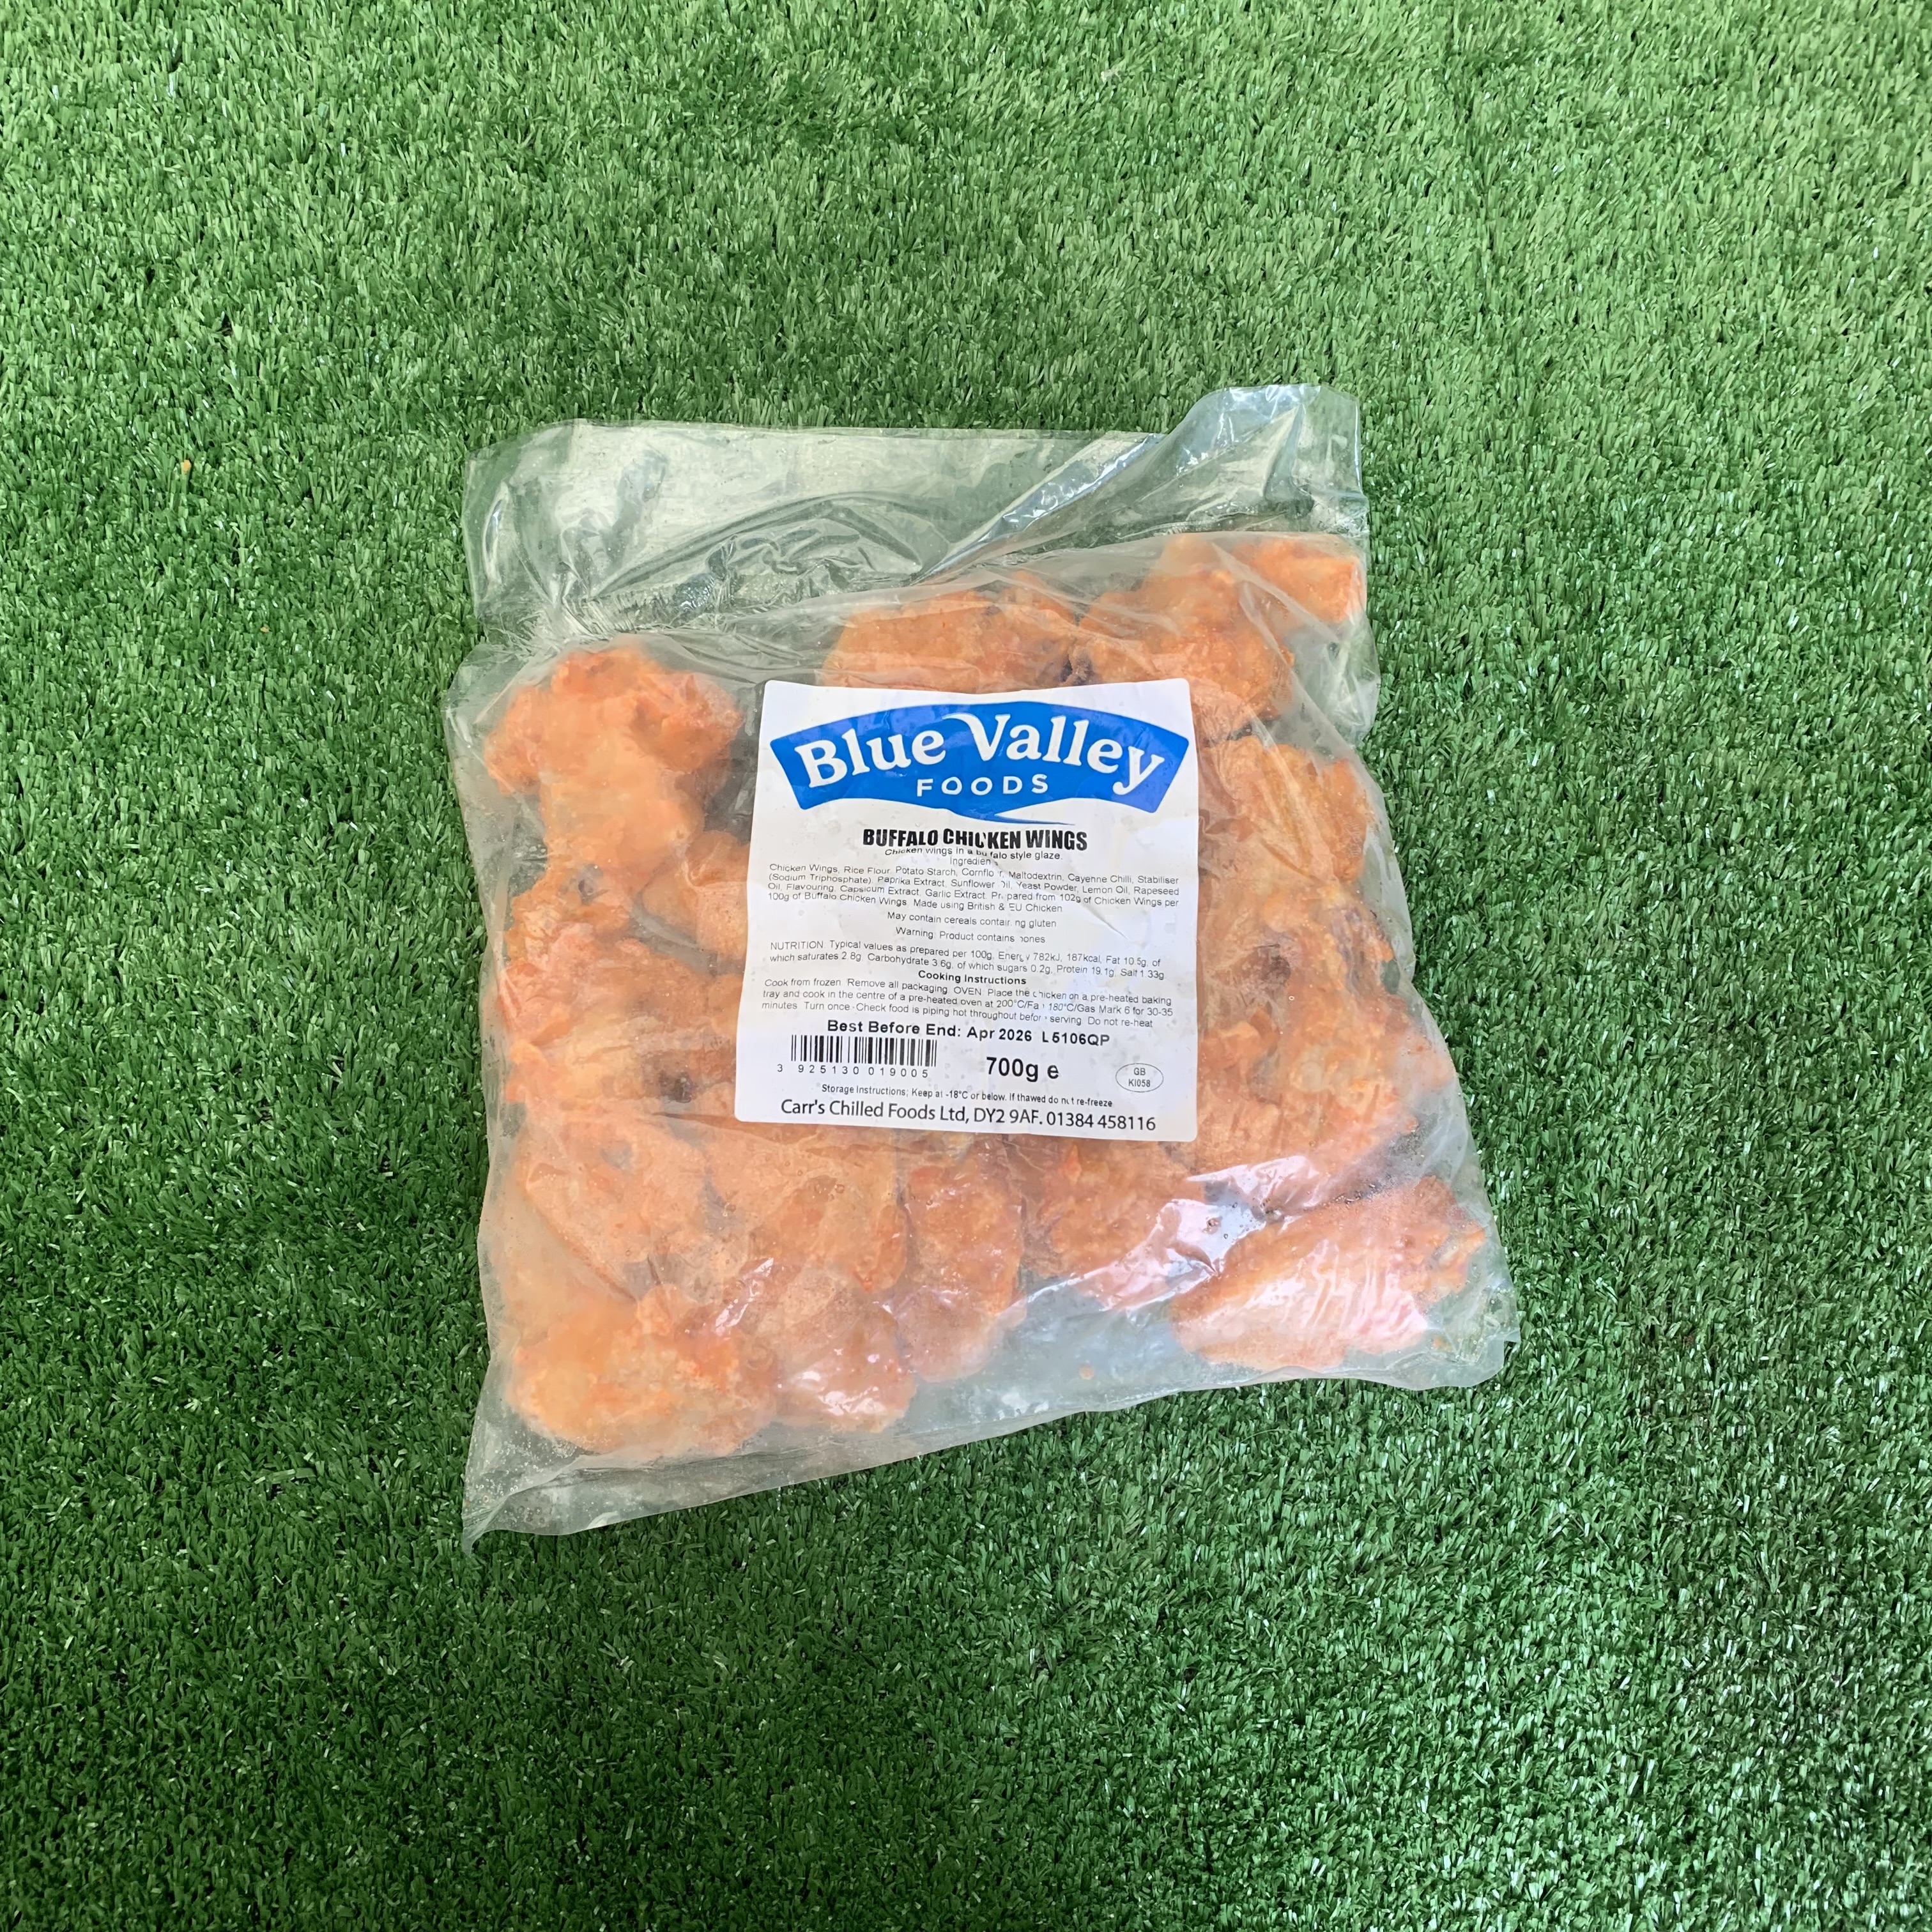 Blue Valley
FOODS
BUFFALO CHICKEN WINGS
Chicken wings in a buffalo style glaze.
Ingredients
Chicken Wings, Rice Flour, Potato Starch, Cornflour, Maltodextrin, Cayenne Chilli, Stabiliser
(Sodium Triphosphate), Paprika Extract, Sunflower Oil, Yeast Powder, Lemon Oil, Rapeseed
Oil, Flavouring, Capsicum Extract, Garlic Extract. Prepared from 102g of Chicken Wings per
100g of Buffalo Chicken Wings. Made using British & EU Chicken
May contain cereals containing gluten
Warning: Product contains bones
NUTRITION: Typical values as prepared per 100g. Energy 782kJ, 187kcal, Fat 10.5g, of
which saturates 2.8g. Carbohydrate 3.6g, of which sugars 0.2g, Protein 19.1g, Salt 1.33g
Cooking Instructions
Cook from frozen. Remove all packaging. OVEN: Place the chicken on a pre-heated baking
tray and cook in the centre of a pre-heated oven at 200°C/Fan 180°C/Gas Mark 6 for 30-35
minutes. Turn once. Check food is piping hot throughout before serving. Do not re-heat
Best Before End: Apr 2026 L5106QP
3 925130 019005
700g e
GB
KI058
Storage Instructions; Keep at -18°C or below. If thawed do not re-freeze
Carr's Chilled Foods Ltd, DY2 9AF. 01384 458116